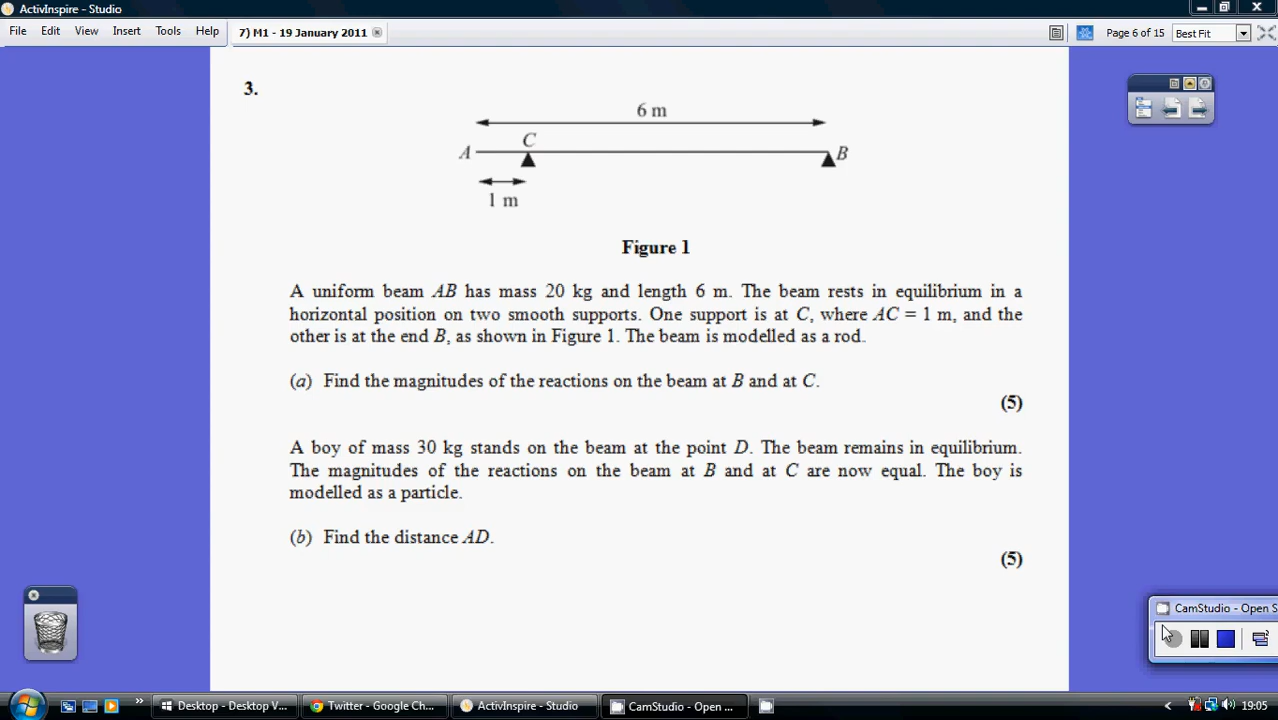 ActivInspire - Studio
File Edit View Insert Tools Help
7) M1 - 19 January 2011
Page 6 of 15
Best Fit
3.
6 m
C
A
B
1 m
Figure 1
A uniform beam AB has mass 20 kg and length 6 m. The beam rests in equilibrium in a
horizontal position on two smooth supports. One support is at C, where AC = 1 m, and the
other is at the end B, as shown in Figure 1. The beam is modelled as a rod.
(a) Find the magnitudes of the reactions on the beam at B and at C.
(5)
A boy of mass 30 kg stands on the beam at the point D. The beam remains in equilibrium.
The magnitudes of the reactions on the beam at B and at C are now equal. The boy is
modelled as a particle.
(b) Find the distance AD.
(5)
CamStudio - Open S
Desktop - Desktop V...
Twitter - Google Ch...
ActivInspire - Studio
CamStudio - Open ...
19:05